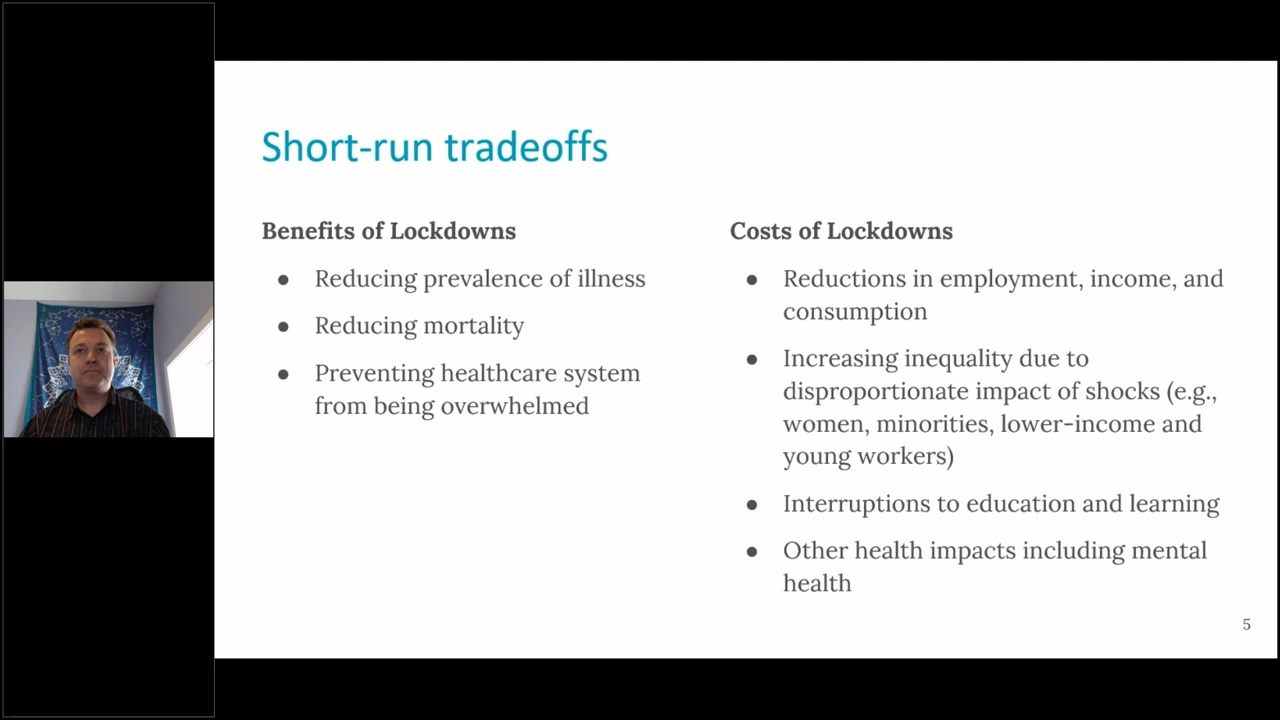 Short-run tradeoffs
Benefits of Lockdowns
● Reducing prevalence of illness
● Reducing mortality
● Preventing healthcare system
from being overwhelmed
Costs of Lockdowns
● Reductions in employment, income, and
consumption
● Increasing inequality due to
disproportionate impact of shocks (e.g.,
women, minorities, lower-income and
young workers)
● Interruptions to education and learning
● Other health impacts including mental
health
5